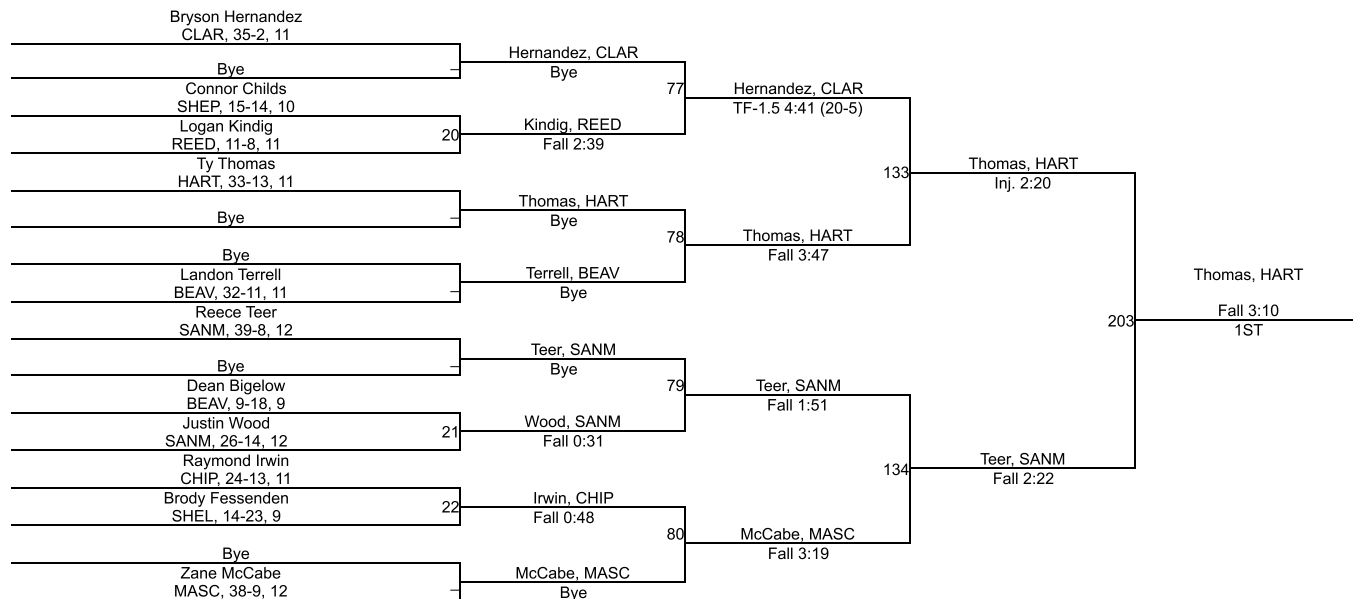 Bryson Hernandez
CLAR, 35-2, 11
Bye
–
Connor Childs
SHEP, 15-14, 10
Logan Kindig
REED, 11-8, 11
20
Ty Thomas
HART, 33-13, 11
Bye
–
Bye
Landon Terrell
BEAV, 32-11, 11
–
Reece Teer
SANM, 39-8, 12
Bye
–
Dean Bigelow
BEAV, 9-18, 9
Justin Wood
SANM, 26-14, 12
21
Raymond Irwin
CHIP, 24-13, 11
Brody Fessenden
SHEL, 14-23, 9
22
Bye
Zane McCabe
MASC, 38-9, 12
–
Hernandez, CLAR
Bye
77
Kindig, REED
Fall 2:39
Thomas, HART
Bye
78
Terrell, BEAV
Bye
Teer, SANM
Bye
79
Wood, SANM
Fall 0:31
Irwin, CHIP
Fall 0:48
80
McCabe, MASC
Bye
Hernandez, CLAR
TF-1.5 4:41 (20-5)
133
Thomas, HART
Fall 3:47
Teer, SANM
Fall 1:51
134
McCabe, MASC
Fall 3:19
Thomas, HART
Inj. 2:20
203
Teer, SANM
Fall 2:22
Thomas, HART
Fall 3:10
1ST